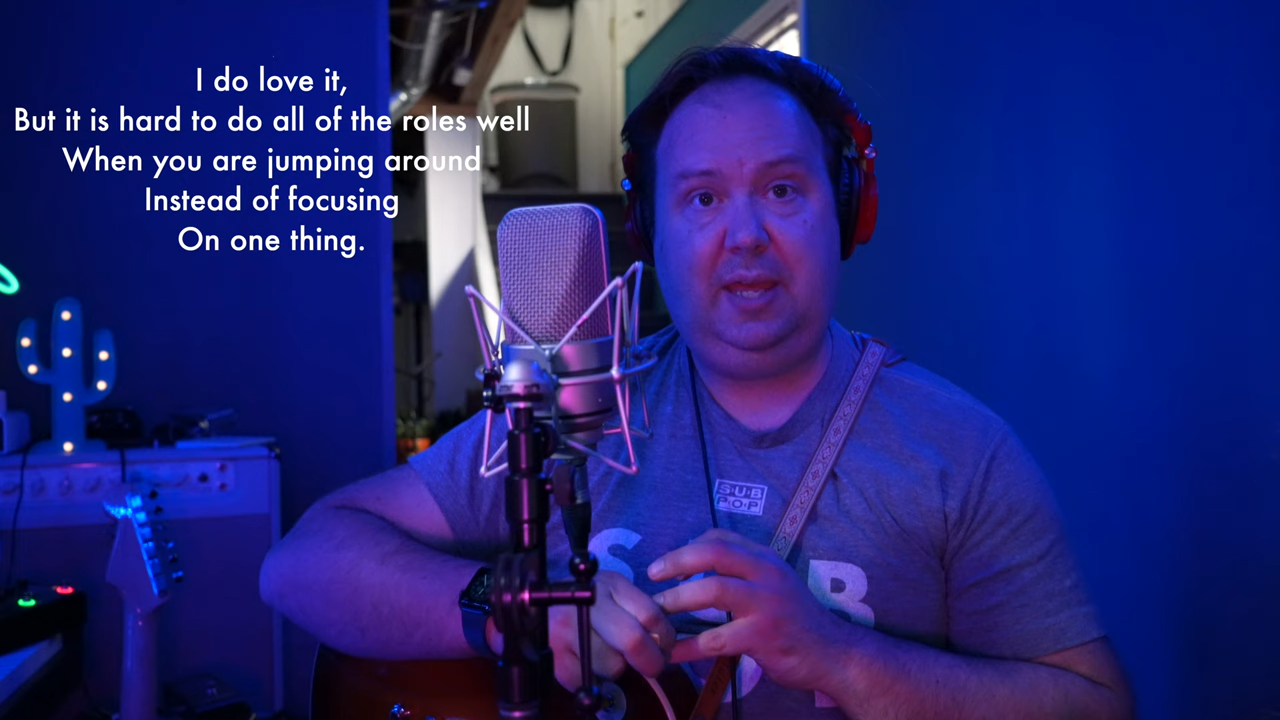 I do love it,
But it is hard to do all of the roles well
When you are jumping around
Instead of focusing
On one thing.
SUB
POP
S B